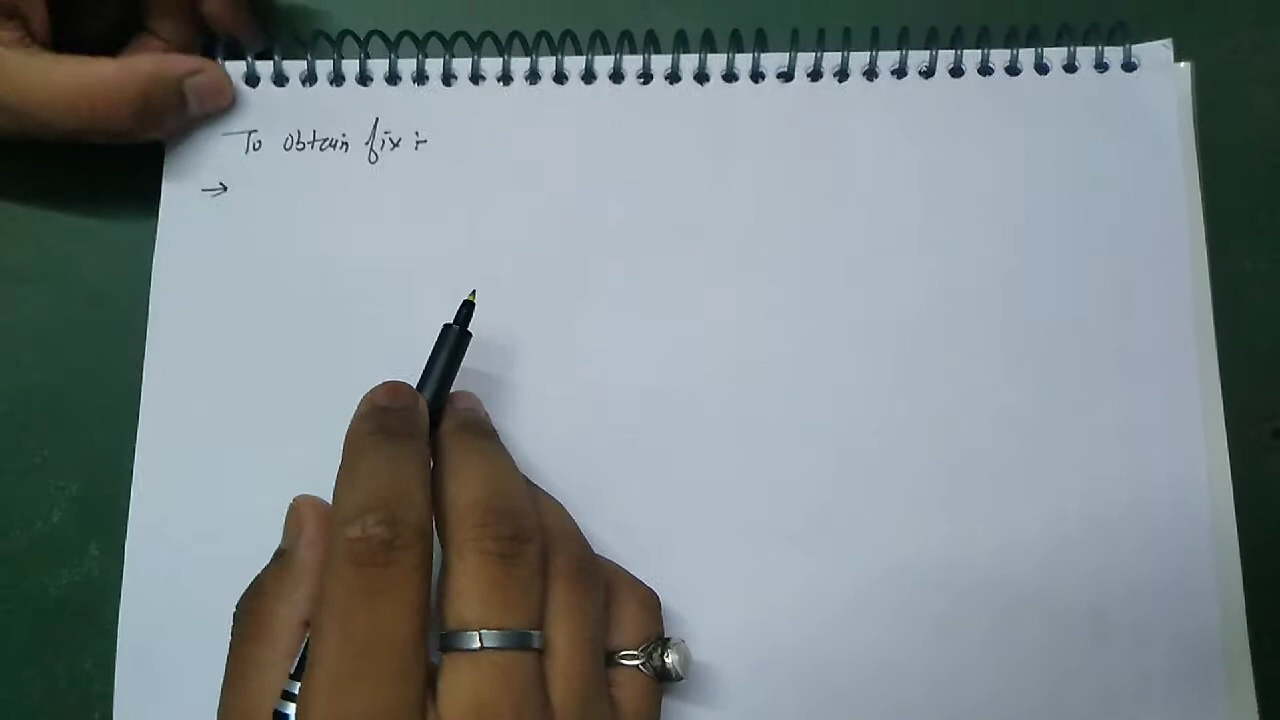 To obtain fix :-
→